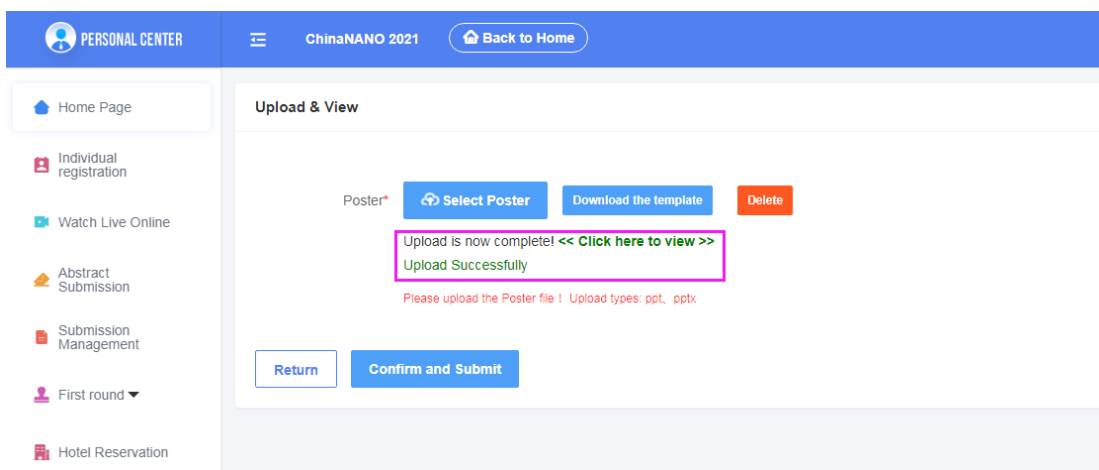 PERSONAL CENTER
ChinaNANO 2021
Back to Home
Home Page
Individual
registration
Watch Live Online
Abstract
Submission
Submission
Management
First round
Hotel Reservation
Upload & View
Poster*
Select Poster
Download the template
Delete
Upload is now complete! << Click here to view >>
Upload Successfully
Please upload the Poster file！ Upload types: ppt、pptx
Return
Confirm and Submit